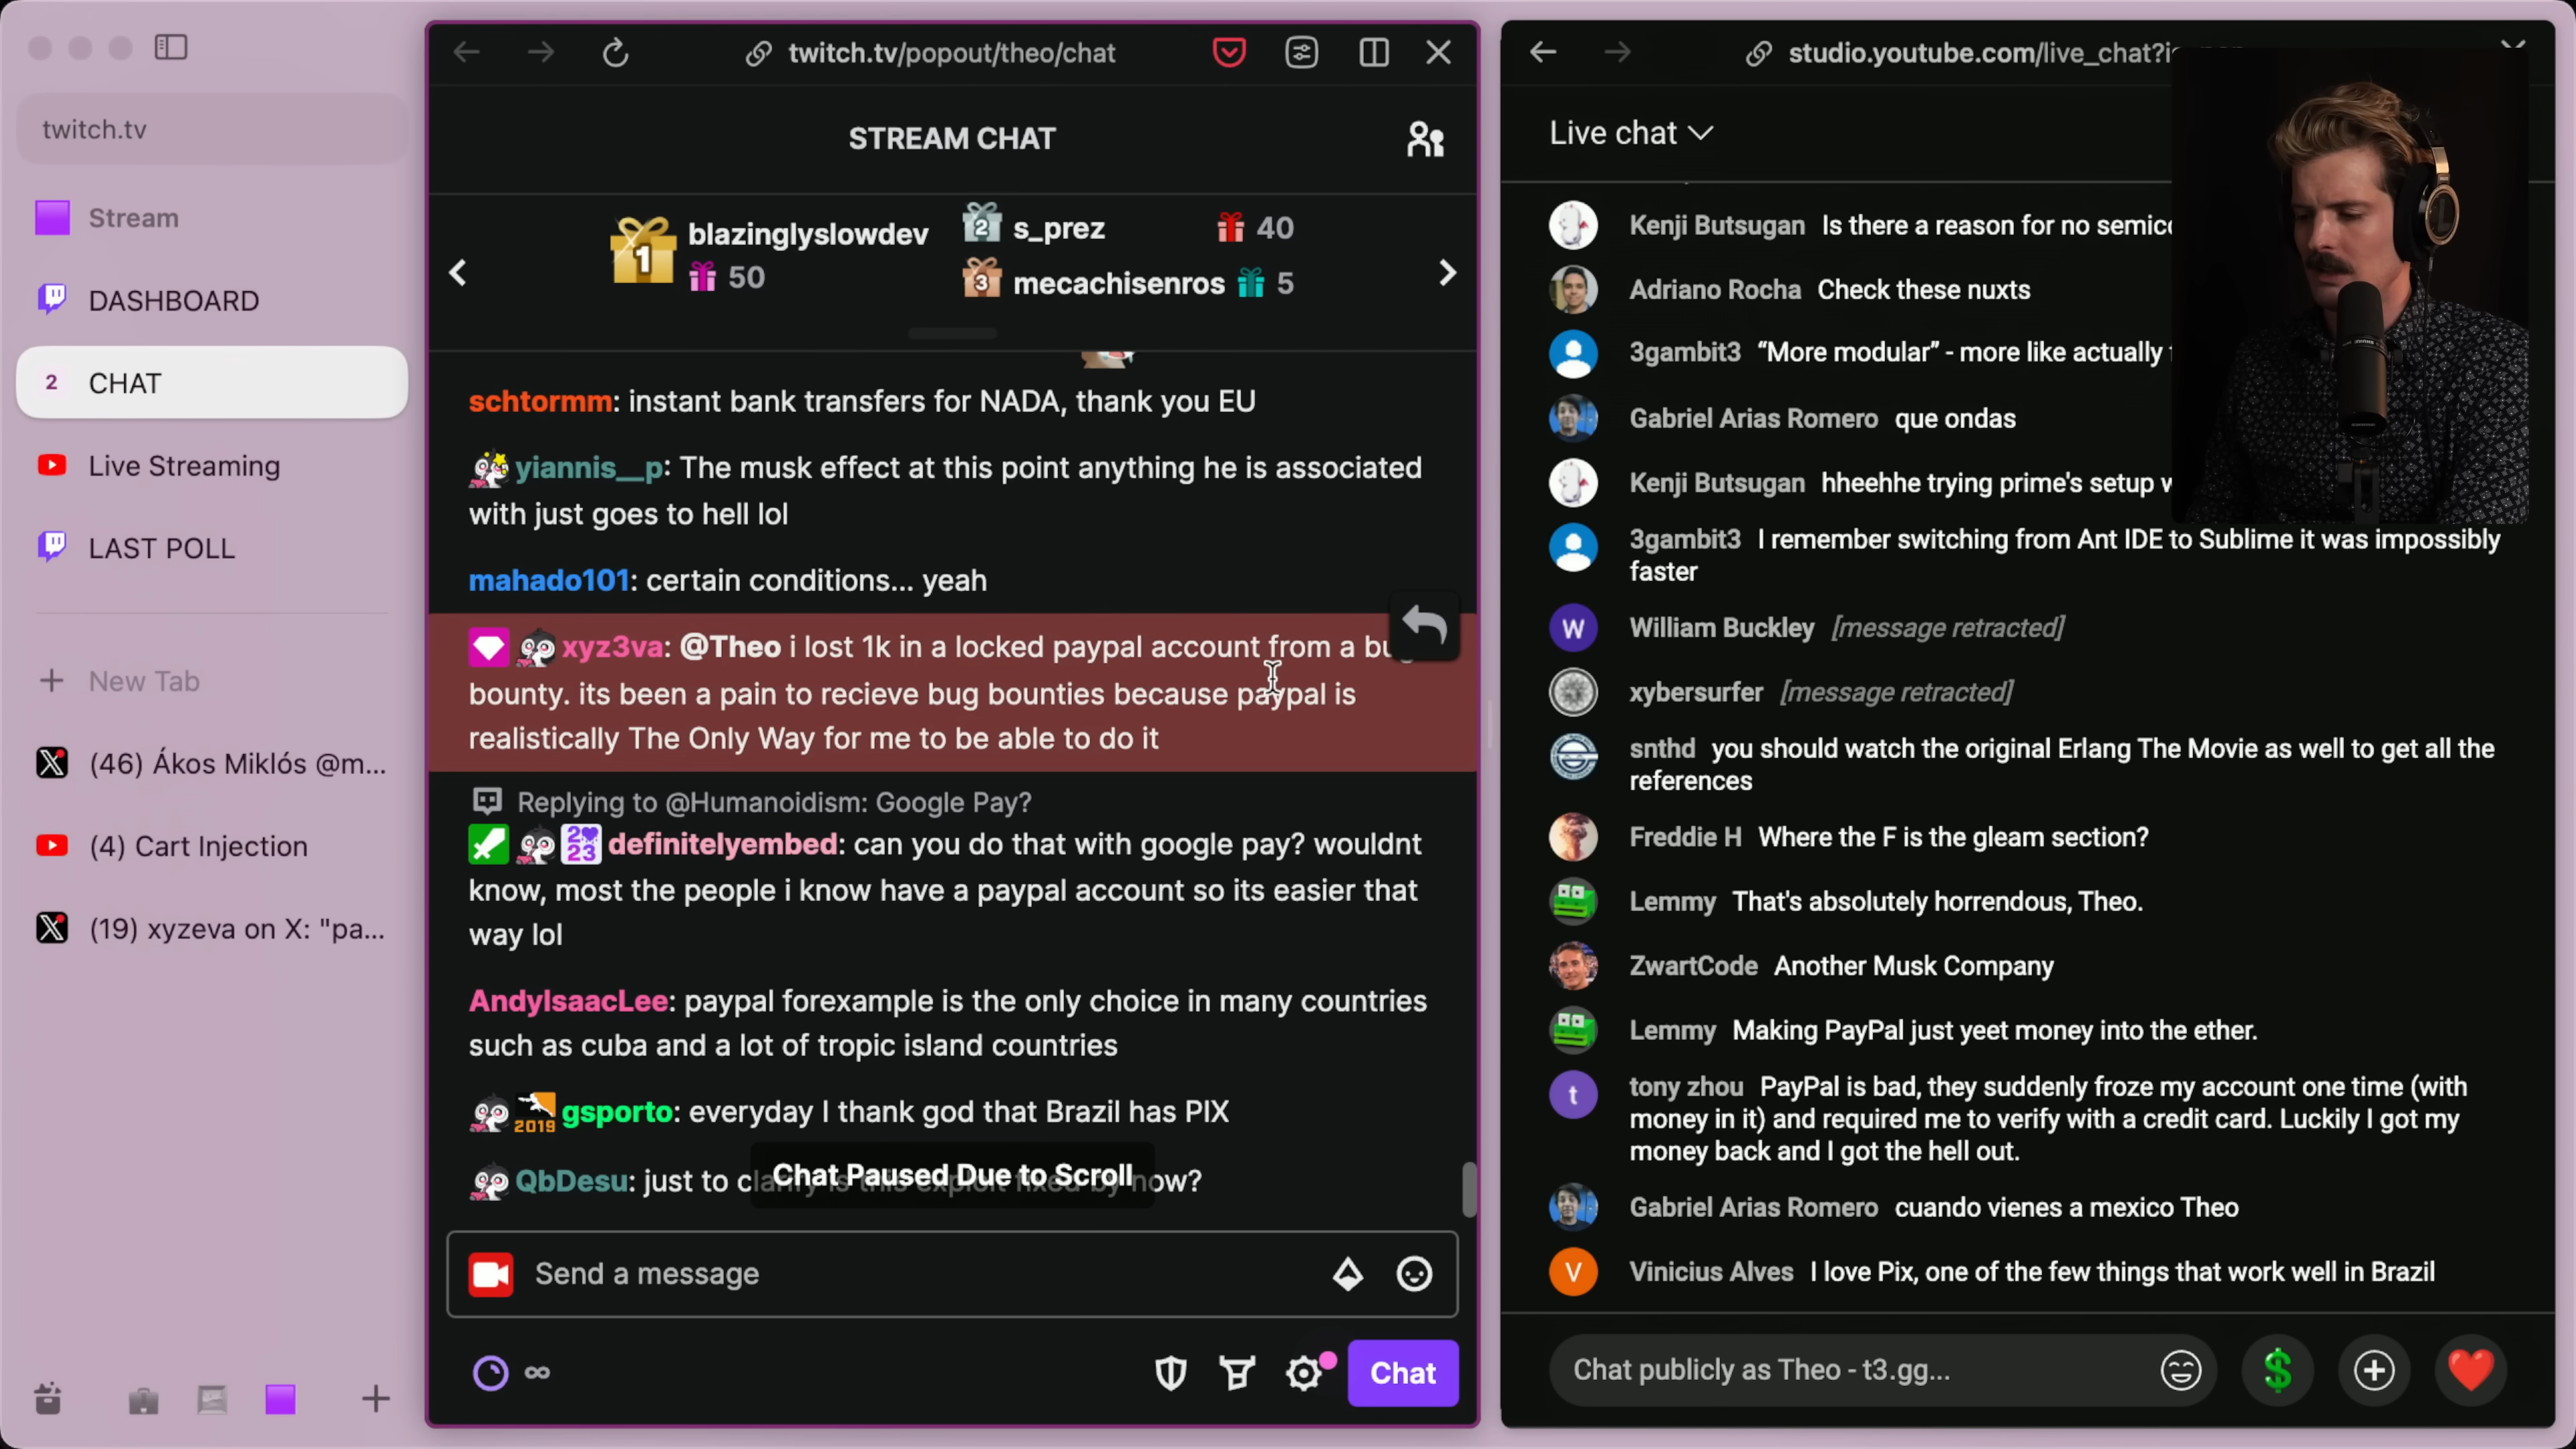 twitch.tv
Stream
DASHBOARD
2 CHAT
Live Streaming
LAST POLL
New Tab
(46) Ákos Miklós @m...
(4) Cart Injection
(19) xyzeva on X: "pa...
twitch.tv/popout/theo/chat
STREAM CHAT
1 blazinglyslowdev
50
2 s_prez 40
3 mecachisenros 5
schtormm: instant bank transfers for NADA, thank you EU
yiannis__p: The musk effect at this point anything he is associated
with just goes to hell lol
mahado101: certain conditions... yeah
xyz3va: @Theo i lost 1k in a locked paypal account from a bug
bounty. its been a pain to recieve bug bounties because paypal is
realistically The Only Way for me to be able to do it
Replying to @Humanoidism: Google Pay?
definitelyembed: can you do that with google pay? wouldnt
know, most the people i know have a paypal account so its easier that
way lol
AndyIsaacLee: paypal forexample is the only choice in many countries
such as cuba and a lot of tropic island countries
2019 gsporto: everyday I thank god that Brazil has PIX
QbDesu: just to clarify is this exploit fixed by now?
Chat Paused Due to Scroll
Send a message
Chat
studio.youtube.com/live_chat?
Live chat
Kenji Butsugan Is there a reason for no
Adriano Rocha Check these nuxts
3gambit3 “More modular” - more like actually
Gabriel Arias Romero que ondas
Kenji Butsugan hheehhe trying prime's setup
3gambit3 I remember switching from Ant IDE to Sublime it was impossibly
faster
W William Buckley [message retracted]
xybersurfer [message retracted]
snthd you should watch the original Erlang The Movie as well to get all the
references
Freddie H Where the F is the gleam section?
Lemmy That's absolutely horrendous, Theo.
ZwartCode Another Musk Company
Lemmy Making PayPal just yeet money into the ether.
t tony zhou PayPal is bad, they suddenly froze my account one time (with
money in it) and required me to verify with a credit card. Luckily I got my
money back and I got the hell out.
Gabriel Arias Romero cuando vienes a mexico Theo
V Vinicius Alves I love Pix, one of the few things that work well in Brazil
Chat publicly as Theo - t3.gg...